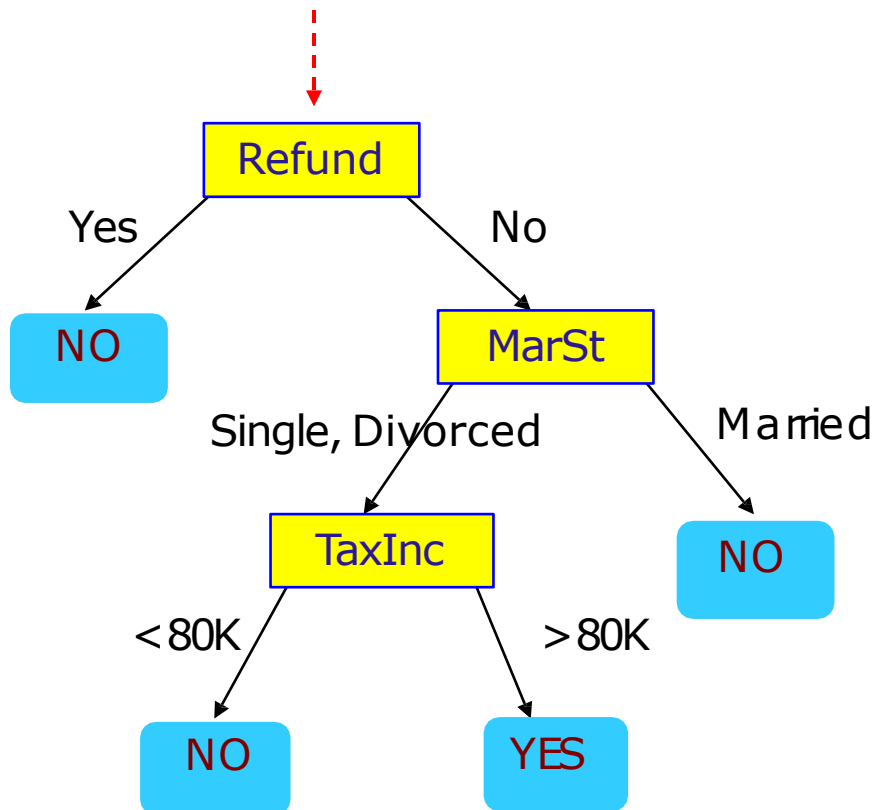 Refund
Yes
No
NO
MarSt
Single, Divorced
Married
TaxInc
NO
<80K
>80K
NO
YES